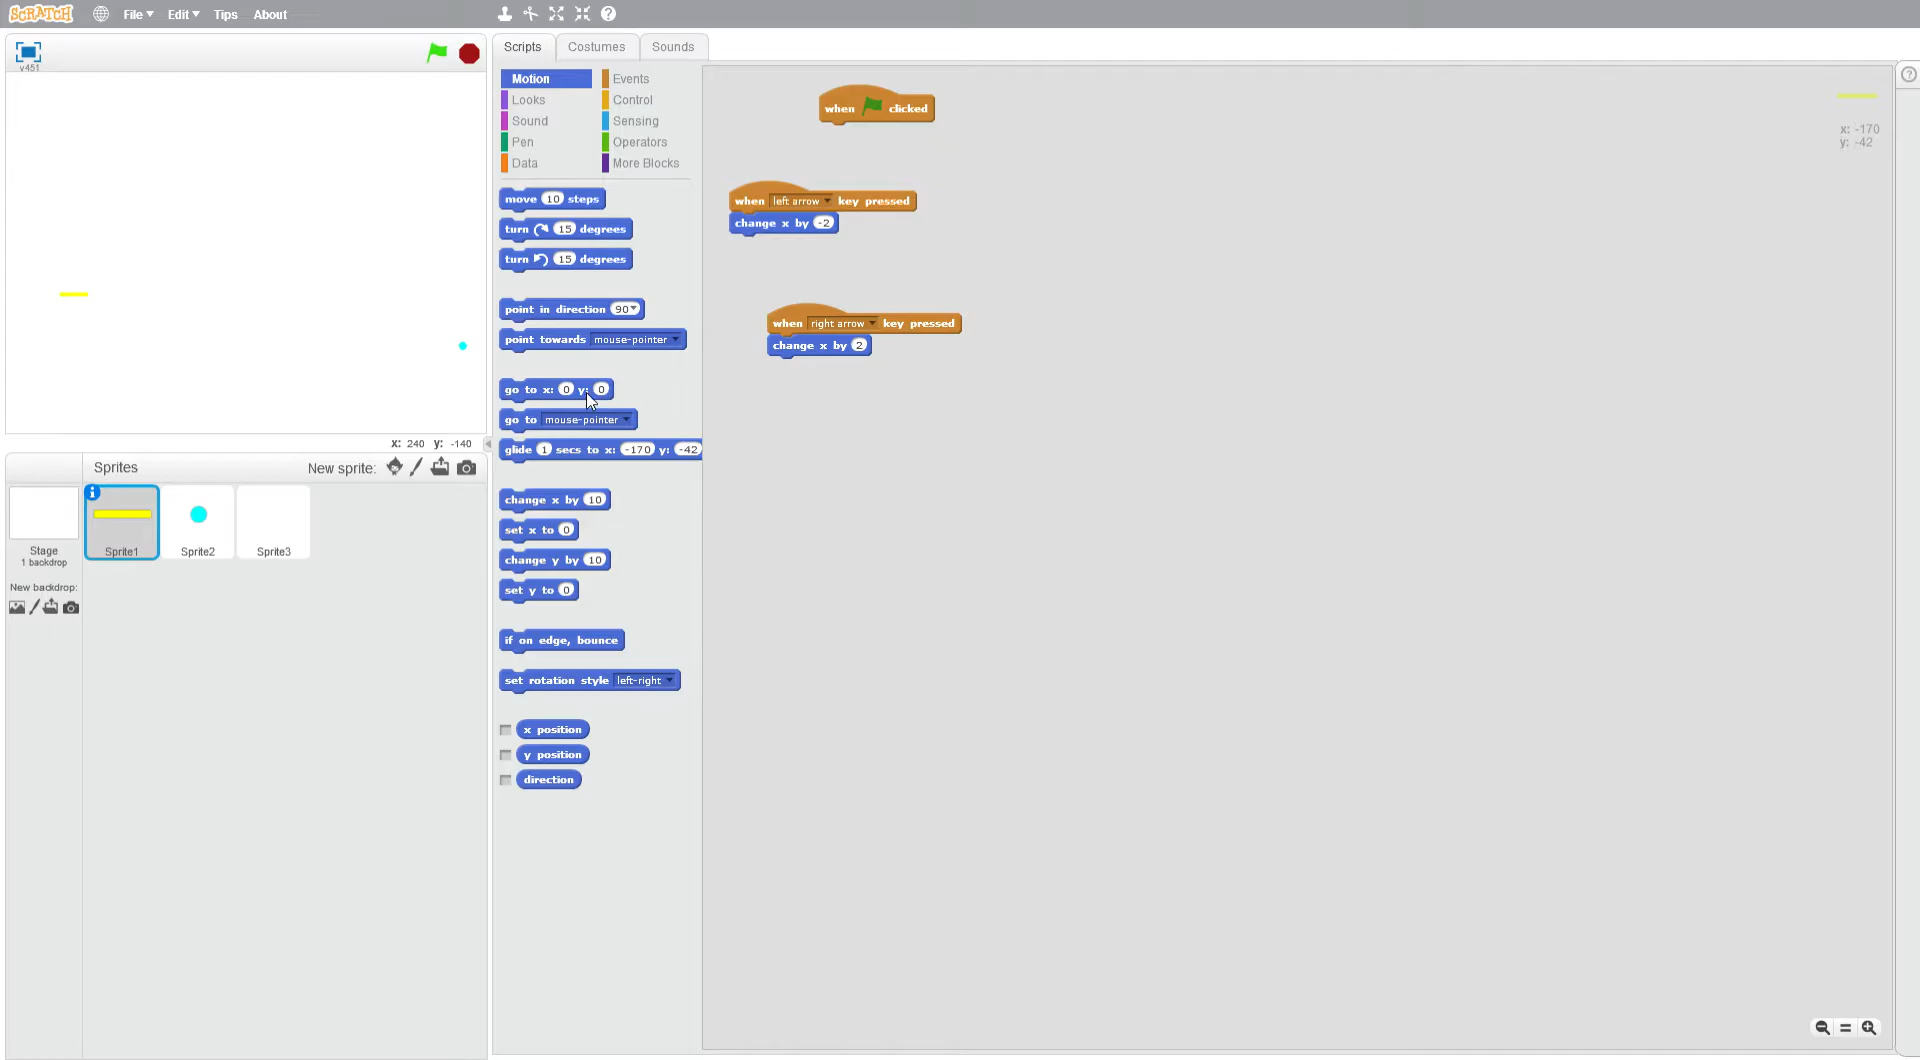 SCRATCH File Edit Tips About
v451
Scripts Costumes Sounds
Motion Events
Looks Control
Sound Sensing
Pen Operators
Data More Blocks
move 10 steps
turn 15 degrees
turn 15 degrees
point in direction 90
point towards mouse-pointer
go to x: 0 y: 0
go to mouse-pointer
glide 1 secs to x: -170 y: -42
change x by 10
set x to 0
change y by 10
set y to 0
if on edge, bounce
set rotation style left-right
x position
y position
direction
when clicked
when left arrow key pressed
change x by -2
when right arrow key pressed
change x by 2
x: -170
y: -42
x: 240 y: -140
Sprites New sprite:
Sprite1 Sprite2 Sprite3
Stage
1 backdrop
New backdrop: